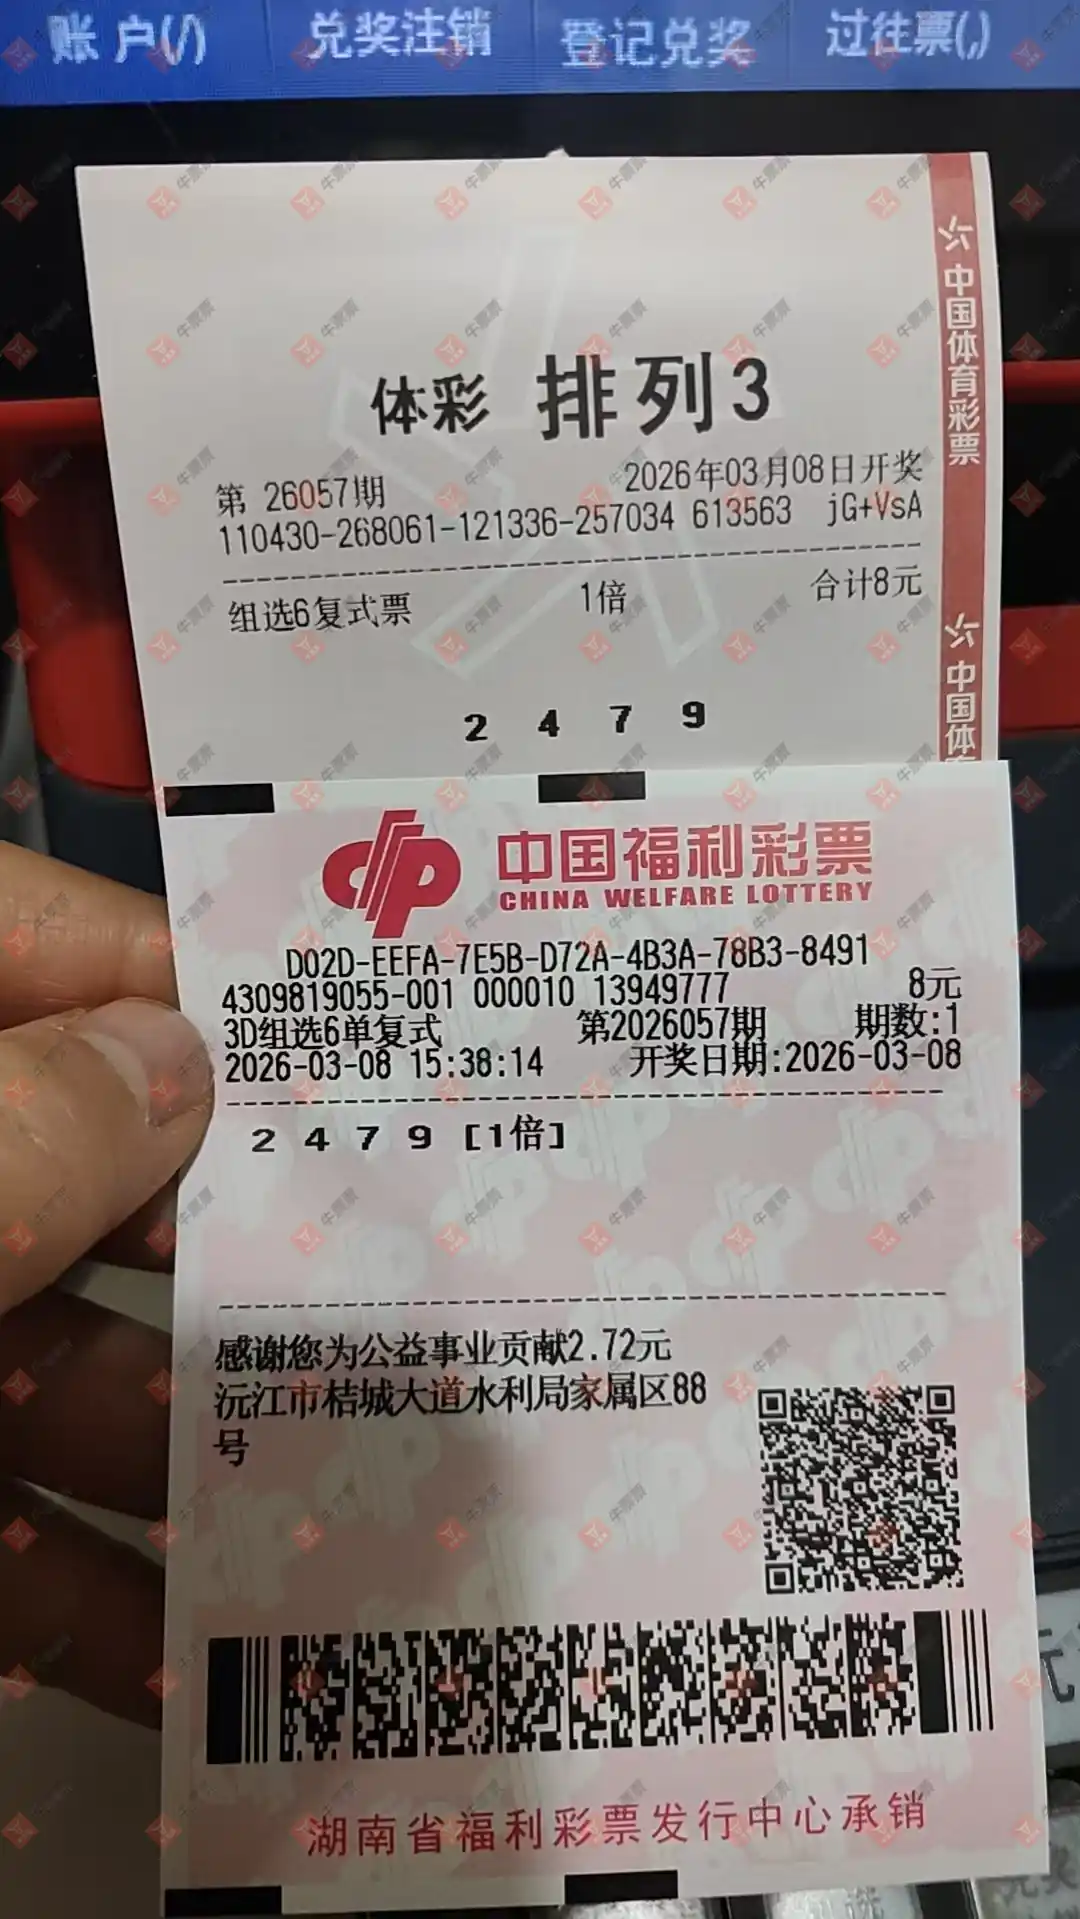 账户(/) 兑奖注销 登记兑奖 过往票(,)
体彩 排列3
第 26057期 2026年03月08日开奖
110430-268061-121336-257034 613563 jG+VsA
组选6复式票 1倍 合计8元
2 4 7 9
中国体育彩票
中国体
中国福利彩票
CHINA WELFARE LOTTERY
D02D-EEFA-7E5B-D72A-4B3A-78B3-8491
4309819055-001 000010 13949777 8元
3D组选6单复式 第2026057期 期数:1
2026-03-08 15:38:14 开奖日期:2026-03-08
2 4 7 9 [1倍]
感谢您为公益事业贡献2.72元
沅江市桔城大道水利局家属区88
号
湖南省福利彩票发行中心承销
元
牛票票